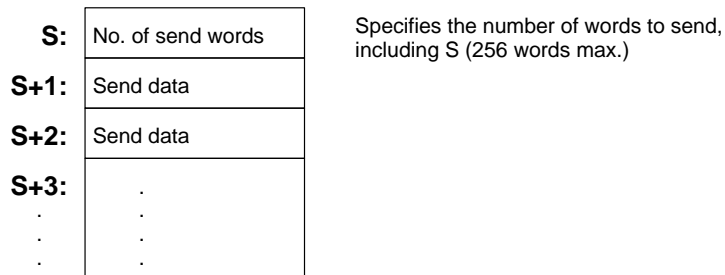 S: No. of send words
Specifies the number of words to send,
including S (256 words max.)
S+1: Send data
S+2: Send data
S+3: .
. .
. .
. .